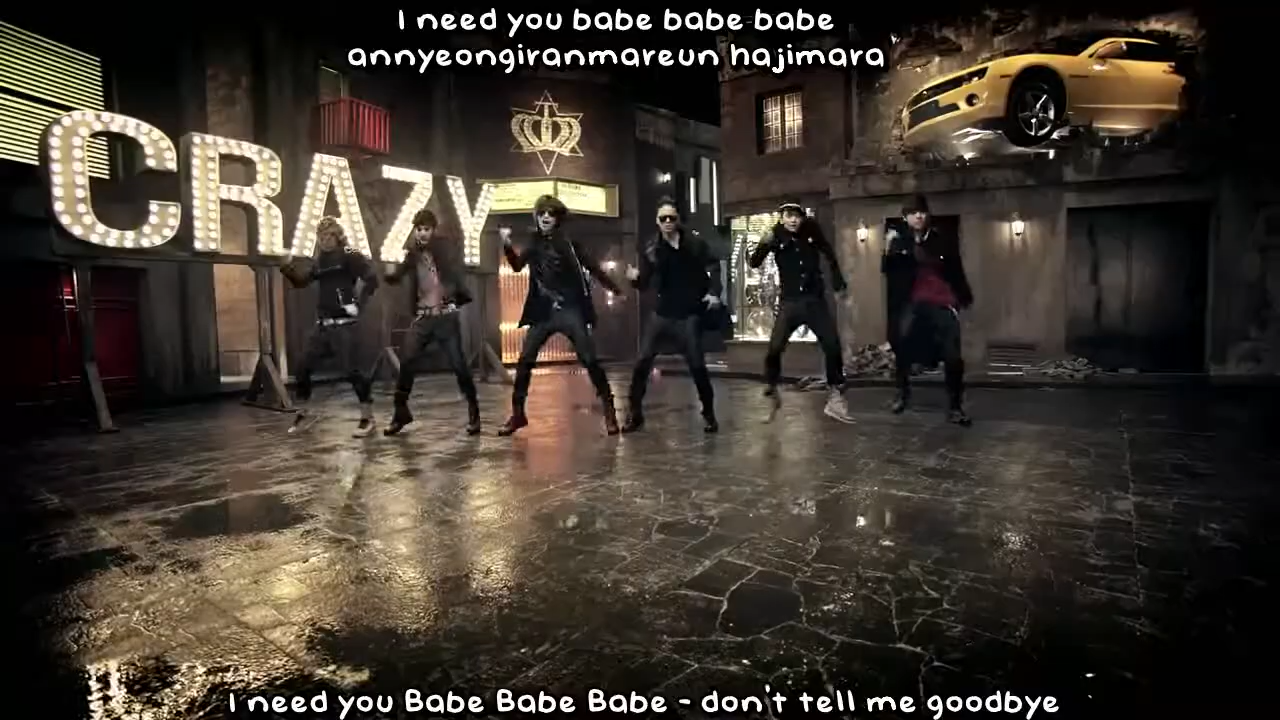 I need you babe babe babe
annyeongiranmareun hajimara
CRAZY
I need you Babe Babe Babe - don't tell me goodbye